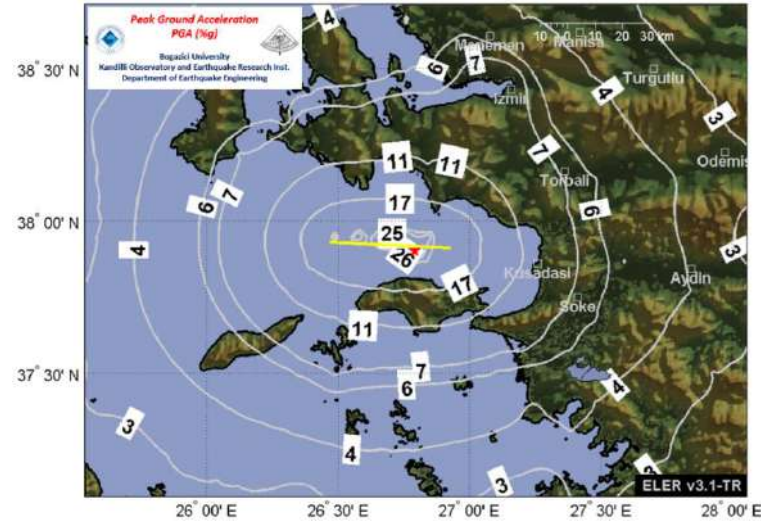 Peak Ground Acceleration
PGA (%g)
Bogazici University
Kandilli Observatory and Earthquake Research Inst.
Department of Earthquake Engineering
4
3
10 0 10 20 30 km
Menemen
Manisa
38° 30' N
6
7
4
Turgutlu
Izmir
3
7
Odemis
11
11
Torbali
6
7
17
6
38° 00' N
4
25
3
26
Kusadasi
Aydin
17
Soke
11
37° 30' N
7
6
4
3
4
3
3
ELER v3.1-TR
26° 00' E
26° 30' E
27° 00' E
27° 30' E
28° 00' E